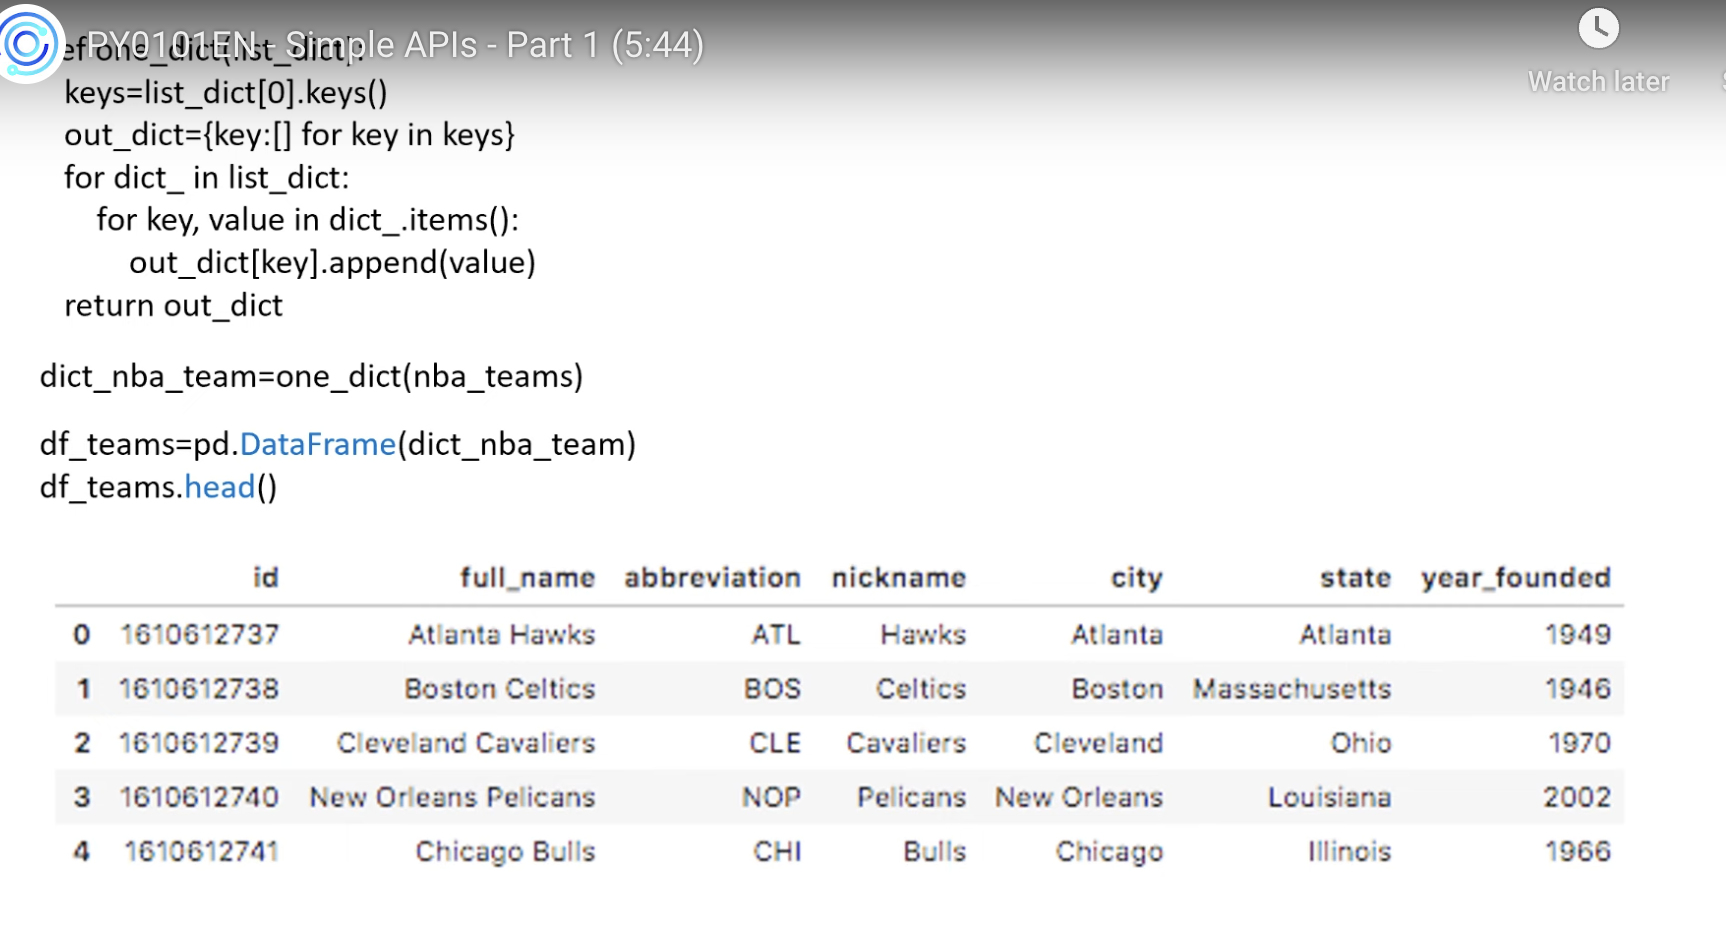 PY0101EN - Simple APIs - Part 1 (5:44)
Watch later
ef one_dict(list_dict):
keys=list_dict[0].keys()
out_dict={key:[] for key in keys}
for dict_ in list_dict:
for key, value in dict_.items():
out_dict[key].append(value)
return out_dict
dict_nba_team=one_dict(nba_teams)
df_teams=pd.DataFrame(dict_nba_team)
df_teams.head()
id full_name abbreviation nickname city state year_founded
0 1610612737 Atlanta Hawks ATL Hawks Atlanta Atlanta 1949
1 1610612738 Boston Celtics BOS Celtics Boston Massachusetts 1946
2 1610612739 Cleveland Cavaliers CLE Cavaliers Cleveland Ohio 1970
3 1610612740 New Orleans Pelicans NOP Pelicans New Orleans Louisiana 2002
4 1610612741 Chicago Bulls CHI Bulls Chicago Illinois 1966